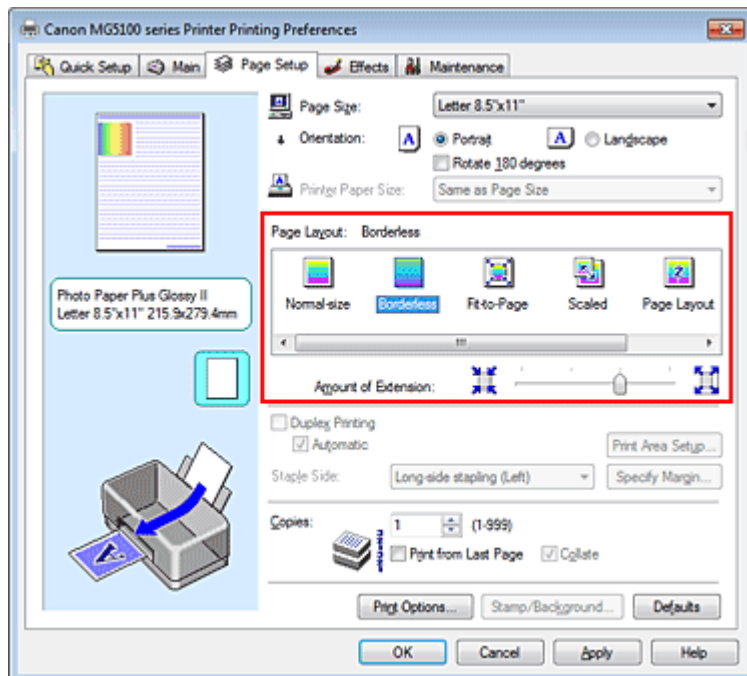 Canon MG5100 series Printer Printing Preferences
Quick Setup Main Page Setup Effects Maintenance
Page Size: Letter 8.5"x11"
Orientation: A Portrait A Landscape
Rotate 180 degrees
Printer Paper Size: Same as Page Size
Page Layout: Borderless
Normal-size Borderless Fit-to-Page Scaled Page Layout
Photo Paper Plus Glossy II
Letter 8.5"x11" 215.9x279.4mm
Amount of Extension:
Duplex Printing
Automatic
Print Area Setup...
Staple Side: Long-side stapling (Left) Specify Margin...
Copies: 1 (1-999)
Print from Last Page Collate
Print Options... Stamp/Background... Defaults
OK Cancel Apply Help